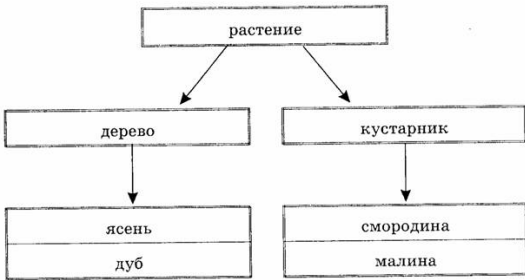 растение
дерево
кустарник
ясень
дуб
смородина
малина